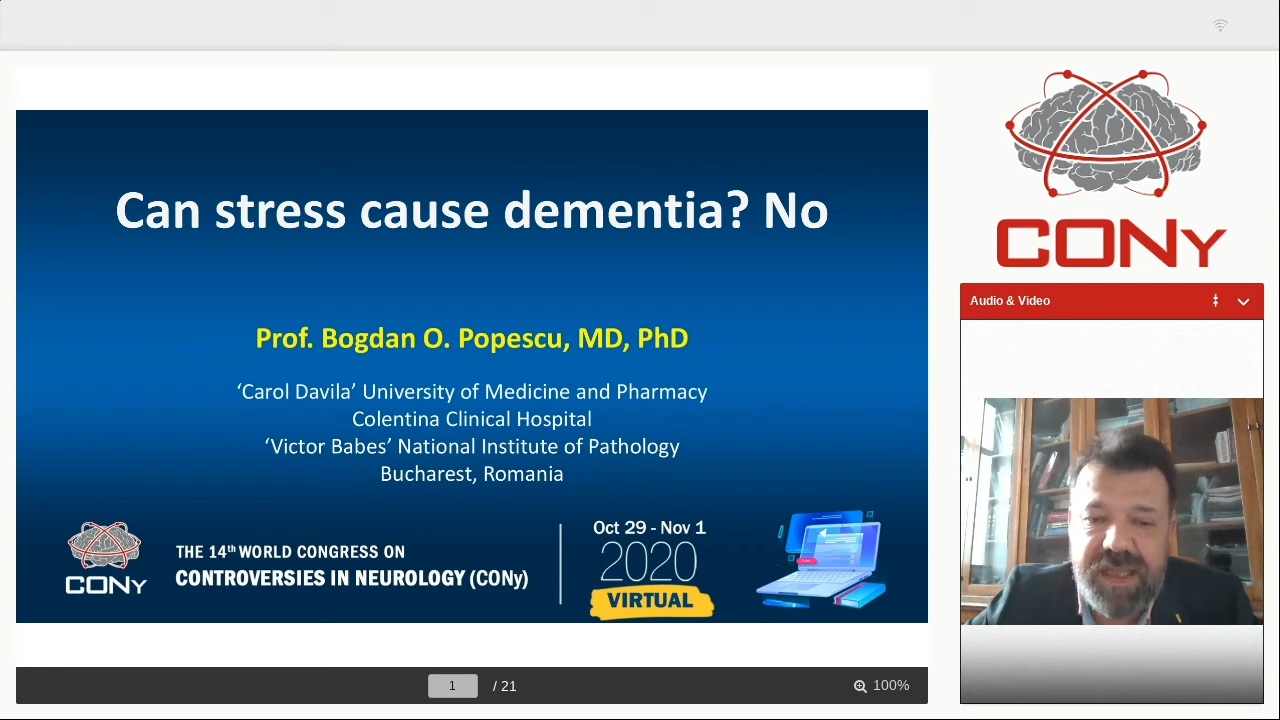 Can stress cause dementia? No
Prof. Bogdan O. Popescu, MD, PhD
‘Carol Davila’ University of Medicine and Pharmacy
Colentina Clinical Hospital
‘Victor Babes’ National Institute of Pathology
Bucharest, Romania
CONy
THE 14th WORLD CONGRESS ON
CONTROVERSIES IN NEUROLOGY (CONy)
Oct 29 - Nov 1
2020
VIRTUAL
1 / 21
100%
CONy
Audio & Video